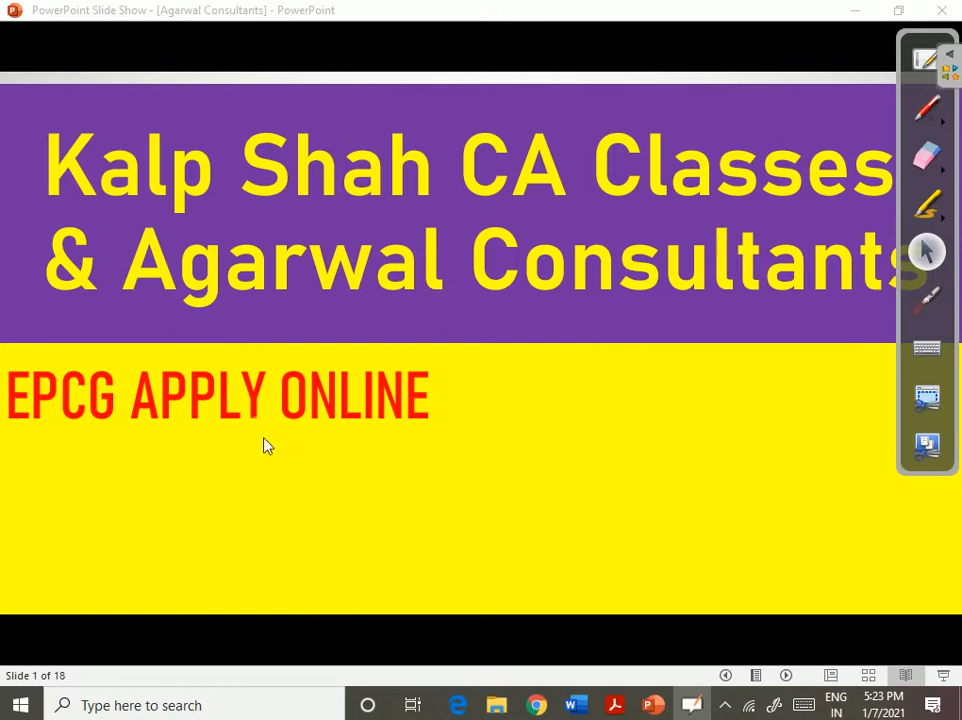 PowerPoint Slide Show - [Agarwal Consultants] - PowerPoint
Kalp Shah CA Classes
& Agarwal Consultants
EPCG APPLY ONLINE
Slide 1 of 18
Type here to search
ENG
IN
5:23 PM
1/7/2021